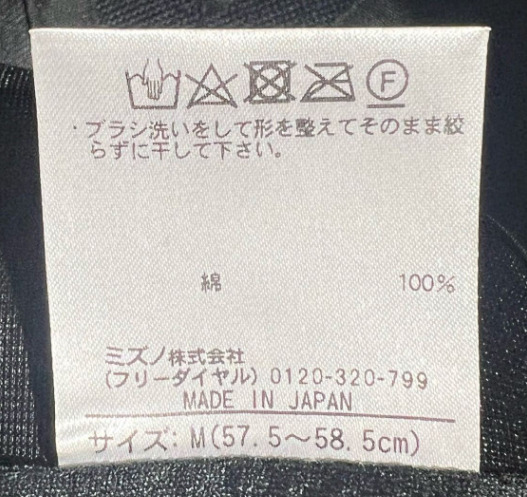 F
・ブラシ洗いをして形を整えてそのまま絞
らずに干して下さい。
綿 100%
ミズノ株式会社
(フリーダイヤル) 0120-320-799
MADE IN JAPAN
サイズ: M(57.5〜58.5cm)